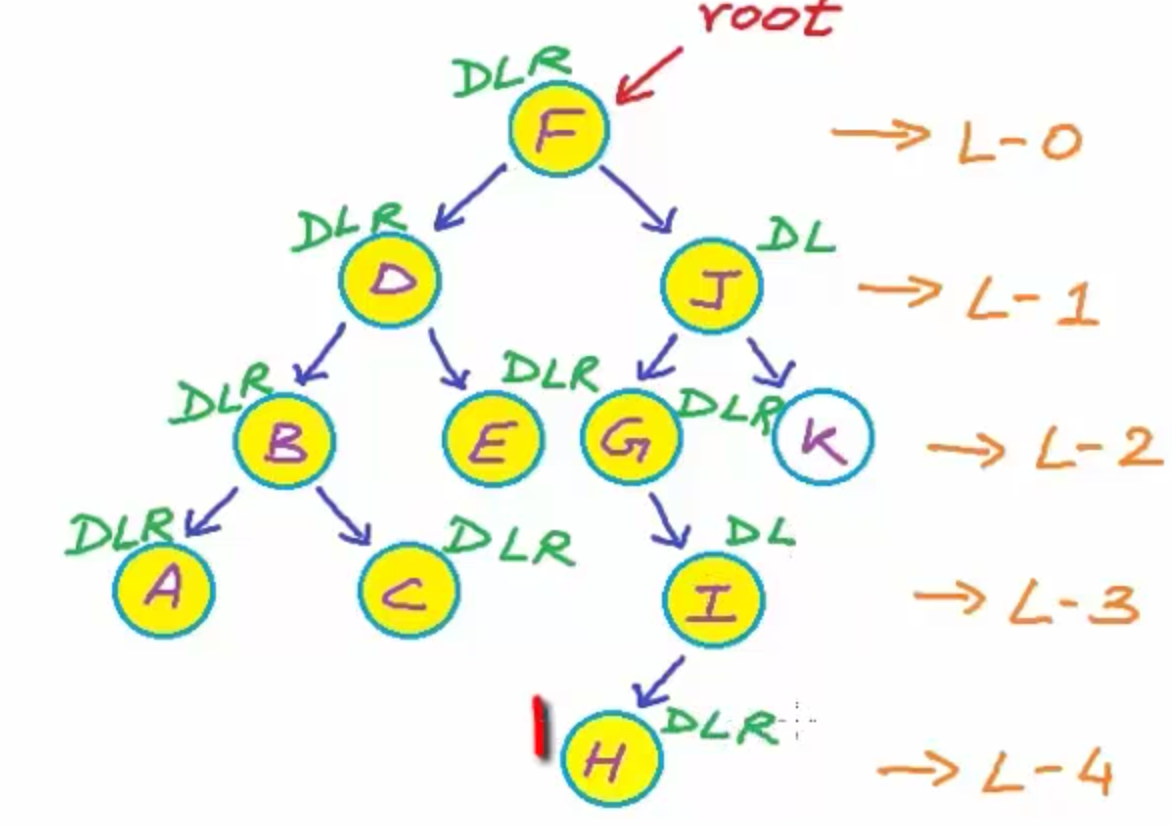 root
DLR
F
→ L-0
DLR
DL
D
J
→ L-1
DLR
DLR
DLR
B
E
G
K
→ L-2
DLR
DLR
DL
A
C
I
→ L-3
DLR
H
→ L-4